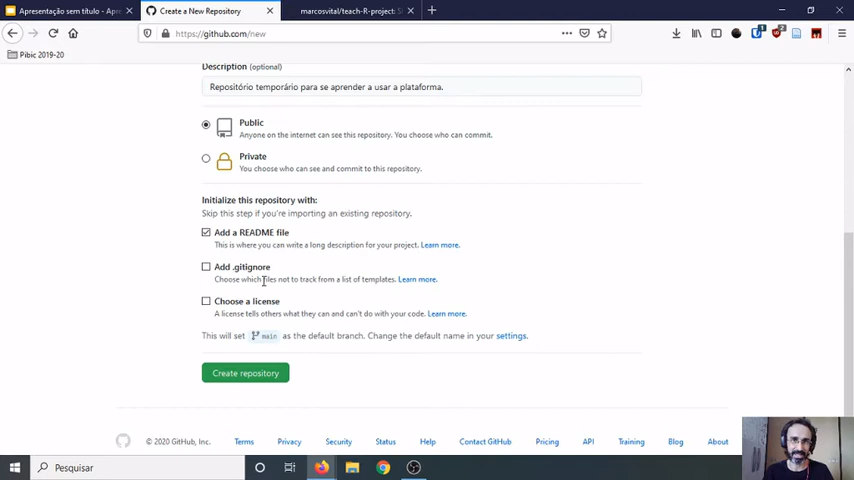 Apresentação sem título - Apres
Create a New Repository
marcosvital/teach-R-project: S
https://github.com/new
Pibic 2019-20
Description (optional)
Repositório temporário para se aprender a usar a plataforma.
Public
Anyone on the internet can see this repository. You choose who can commit.
Private
You choose who can see and commit to this repository.
Initialize this repository with:
Skip this step if you're importing an existing repository.
Add a README file
This is where you can write a long description for your project. Learn more.
Add .gitignore
Choose which files not to track from a list of templates. Learn more.
Choose a license
A license tells others what they can and can't do with your code. Learn more.
This will set main as the default branch. Change the default name in your settings.
Create repository
© 2020 GitHub, Inc. Terms Privacy Security Status Help Contact GitHub Pricing API Training Blog About
Pesquisar